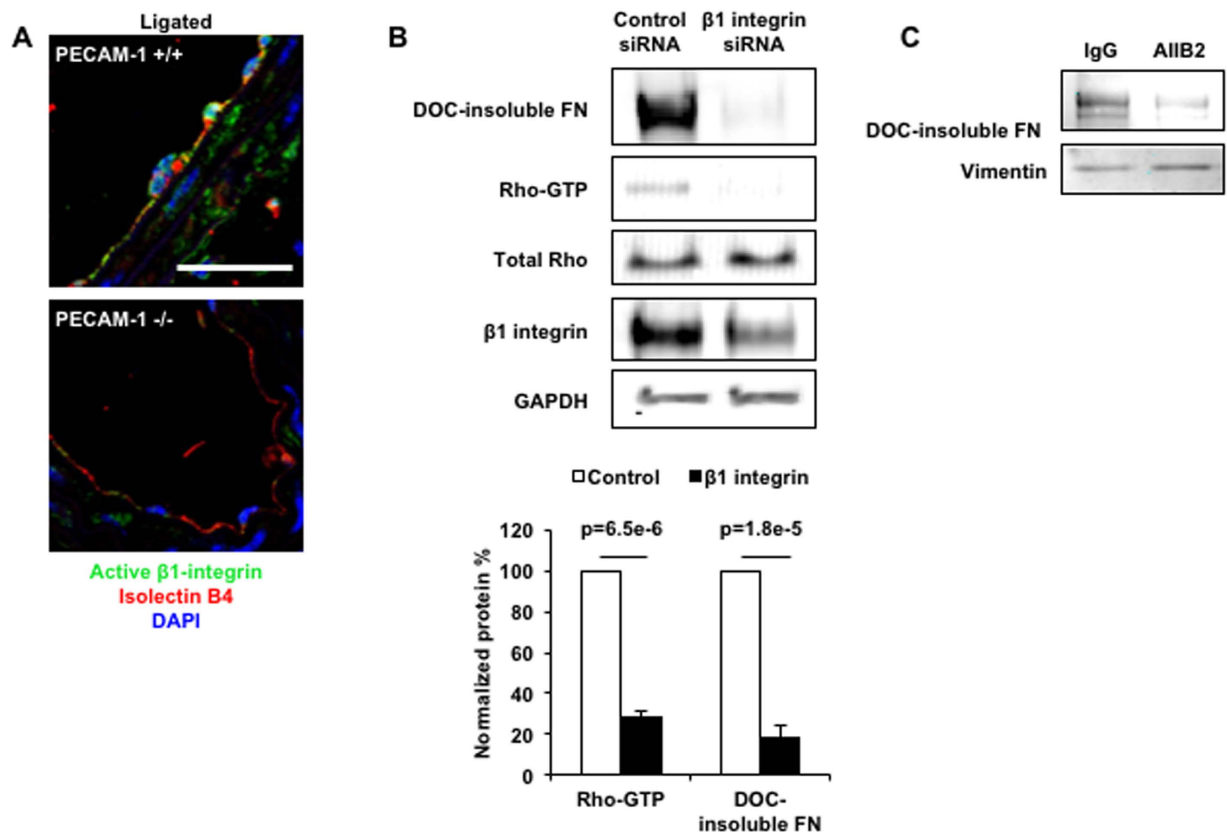 A
Ligated
PECAM-1 +/+
PECAM-1 -/-
Active β1-integrin
Isolectin B4
DAPI
B
Control siRNA
β1 integrin siRNA
DOC-insoluble FN
Rho-GTP
Total Rho
β1 integrin
GAPDH
Control
β1 integrin
p=6.5e-6
p=1.8e-5
Normalized protein %
120
100
80
60
40
20
0
Rho-GTP
DOC-
insoluble FN
C
IgG
AIIB2
DOC-insoluble FN
Vimentin